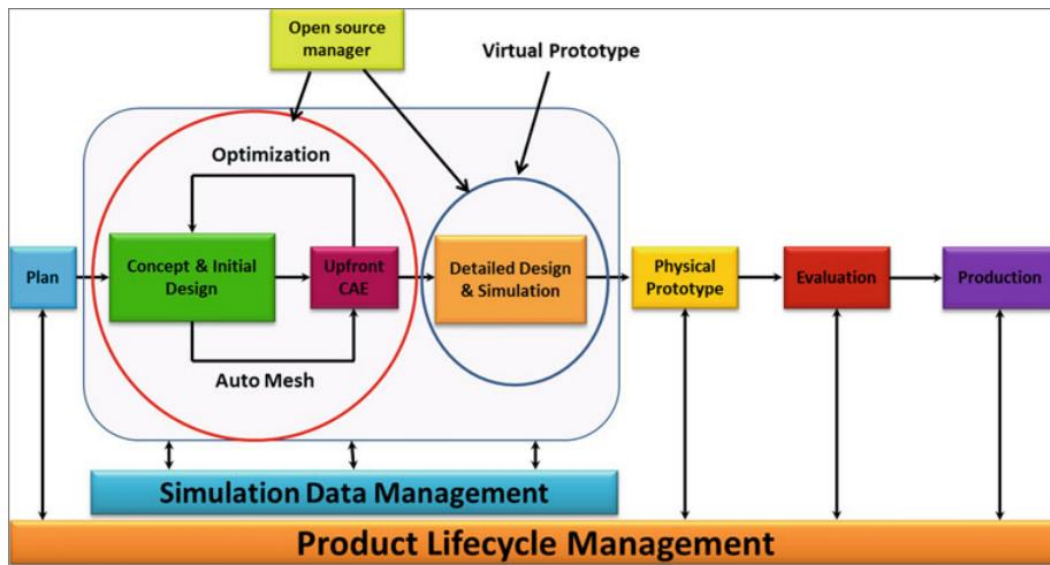 Open source
manager
Virtual Prototype
Optimization
Plan
Concept & Initial
Design
Upfront
CAE
Detailed Design
& Simulation
Physical
Prototype
Evaluation
Production
Auto Mesh
Simulation Data Management
Product Lifecycle Management